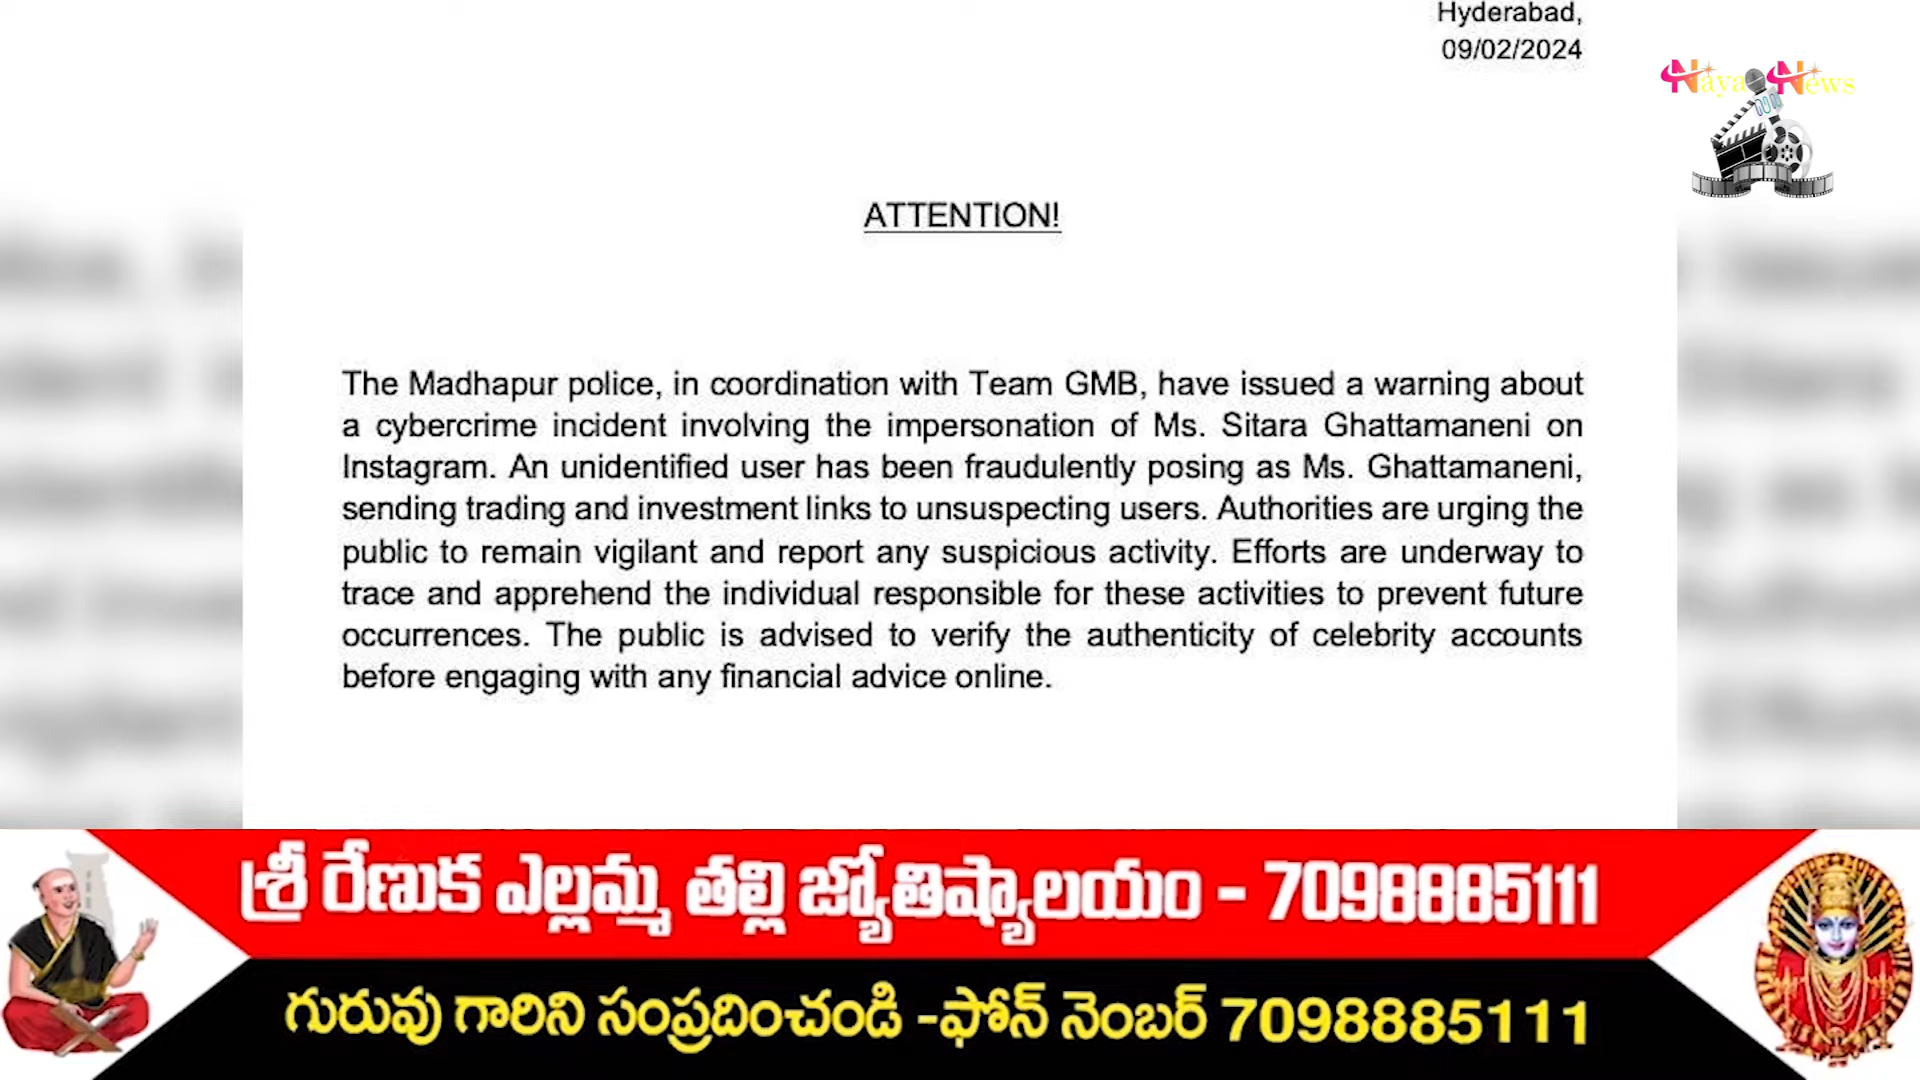 Hyderabad,
09/02/2024
Naya News
ATTENTION!
The Madhapur police, in coordination with Team GMB, have issued a warning about
a cybercrime incident involving the impersonation of Ms. Sitara Ghattamaneni on
Instagram. An unidentified user has been fraudulently posing as Ms. Ghattamaneni,
sending trading and investment links to unsuspecting users. Authorities are urging the
public to remain vigilant and report any suspicious activity. Efforts are underway to
trace and apprehend the individual responsible for these activities to prevent future
occurrences. The public is advised to verify the authenticity of celebrity accounts
before engaging with any financial advice online.
శ్రీ రేణుక ఎల్లమ్మ తల్లి జ్యోతిష్యాలయం - 7098885111
గురువు గారిని సంప్రదించండి -ఫోన్ నెంబర్ 7098885111